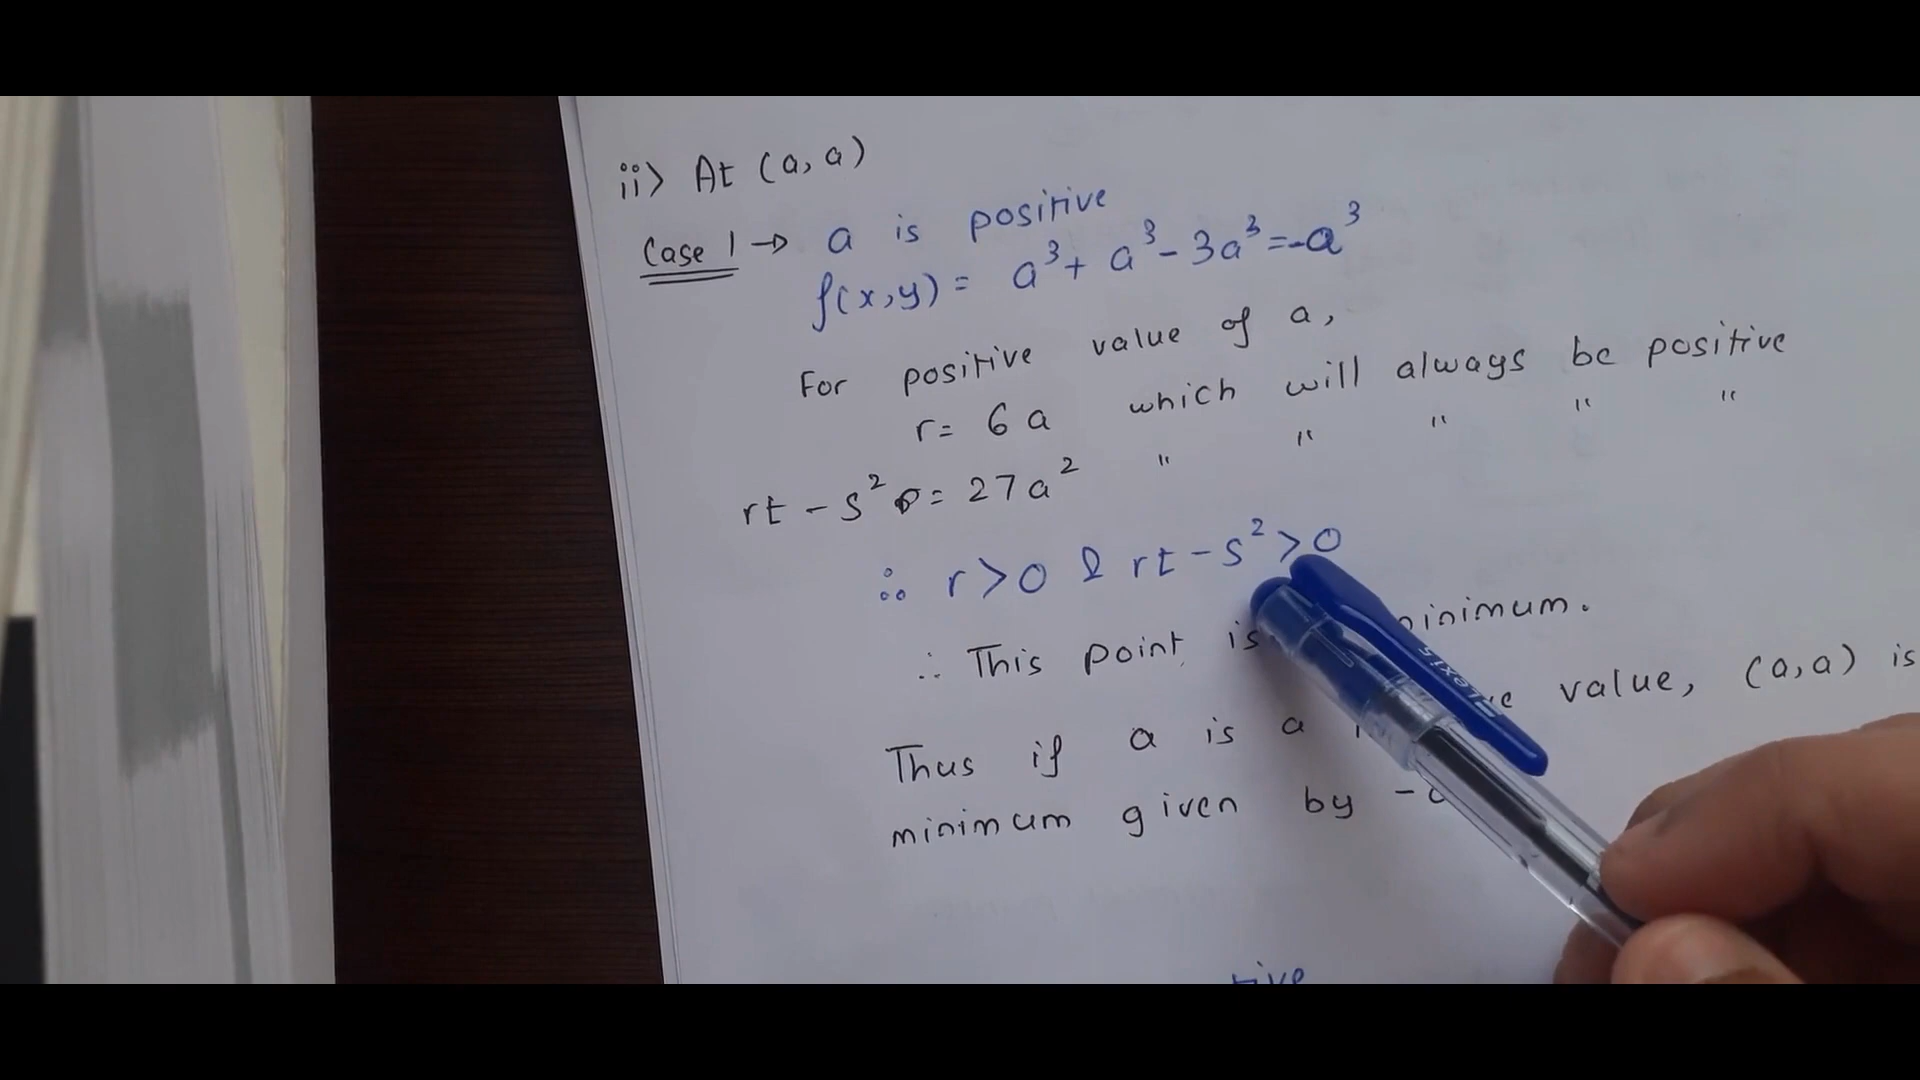 ii> At (a, a)
Case 1 → a is positive
f(x,y) = a³ + a³ - 3a³ = -a³
For positive value of a,
r = 6a which will always be positive
rt - s² = 27a² " " " " "
∴ r>0 & rt - s² >0
∴ This point is minimum.
Thus if a is a value, (a,a) is
minimum given by -
FLEXIS